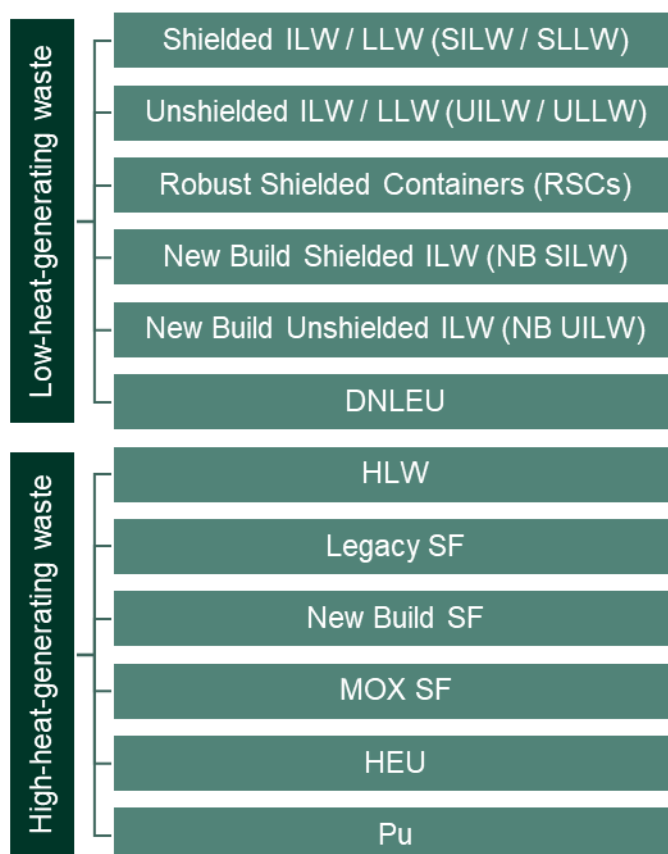 Low-heat-generating waste
Shielded ILW / LLW (SILW / SLLW)
Unshielded ILW / LLW (UILW / ULLW)
Robust Shielded Containers (RSCs)
New Build Shielded ILW (NB SILW)
New Build Unshielded ILW (NB UILW)
DNLEU
High-heat-generating waste
HLW
Legacy SF
New Build SF
MOX SF
HEU
Pu